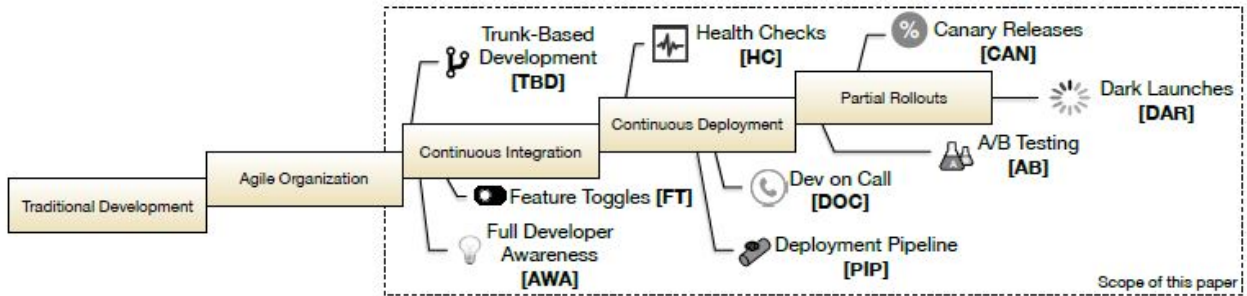 Traditional Development
Agile Organization
Continuous Integration
Trunk-Based
Development
[TBD]
Feature Toggles [FT]
Full Developer
Awareness
[AWA]
Continuous Deployment
Health Checks
[HC]
Dev on Call
[DOC]
Deployment Pipeline
[PIP]
Partial Rollouts
%
Canary Releases
[CAN]
Dark Launches
[DAR]
A/B Testing
[AB]
Scope of this paper